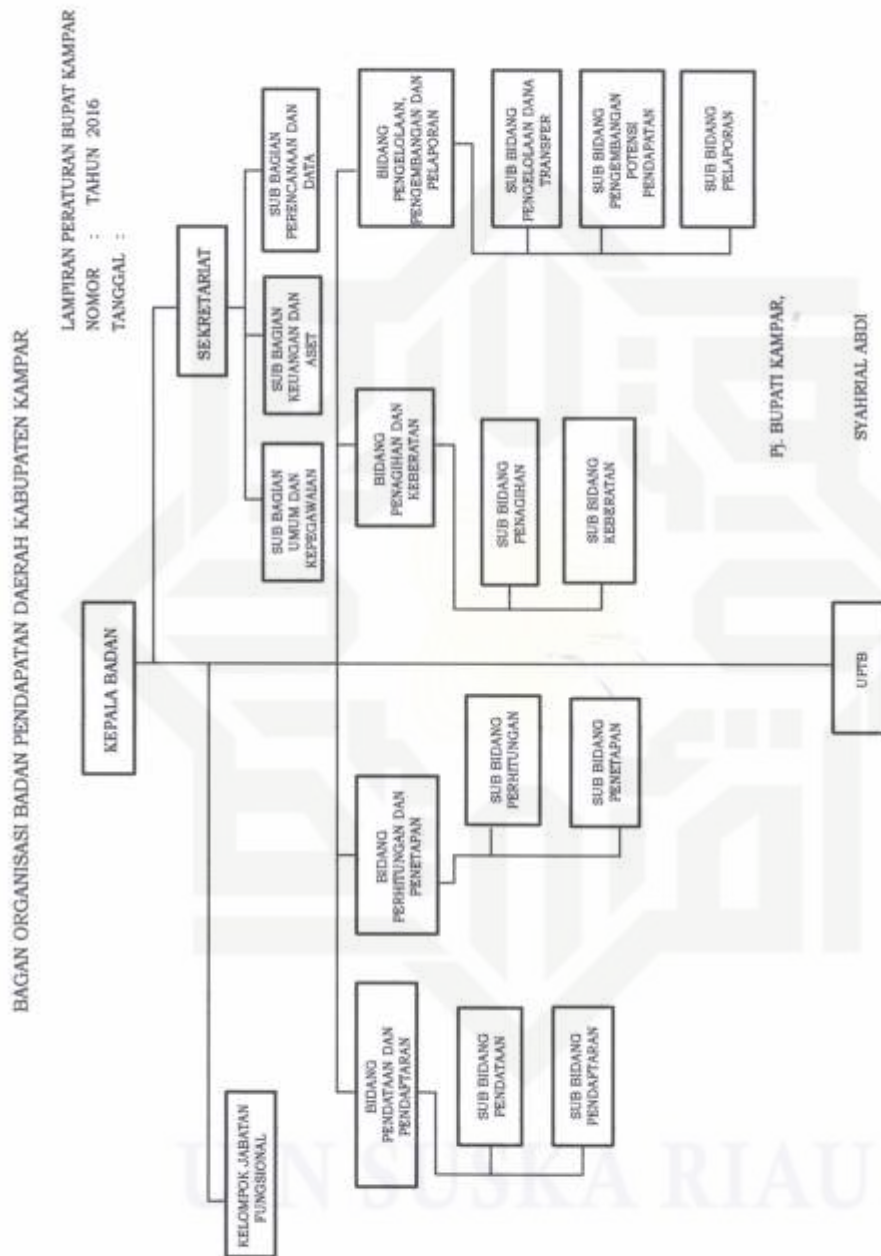 BAGAN ORGANISASI BADAN PENDAPATAN DAERAH KABUPATEN KAMPAR
LAMPIRAN PERATURAN BUPAT KAMPAR
NOMOR : TAHUN 2016
TANGGAL :
KEPALA BADAN
SEKRETARIAT
KELOMPOK JABATAN
FUNGSIONAL
SUB BAGIAN
UMUM DAN
KEPEGAWAIAN
SUB BAGIAN
KEUANGAN DAN
ASET
SUB BAGIAN
PERENCANAAN DAN
DATA
BIDANG
PENDATAAN DAN
PENDAFTARAN
BIDANG
PERHITUNGAN DAN
PENETAPAN
BIDANG
PENAGIHAN DAN
KEBERATAN
BIDANG
PENGELOLAAN,
PENGEMBANGAN DAN
PELAPORAN
SUB BIDANG
PENDATAAN
SUB BIDANG
PENDAFTARAN
SUB BIDANG
PERHITUNGAN
SUB BIDANG
PENETAPAN
SUB BIDANG
PENAGIHAN
SUB BIDANG
KEBERATAN
SUB BIDANG
PENGELOLAAN DANA
TRANSFER
SUB BIDANG
PENGEMBANGAN
POTENSI
PENDAPATAN
SUB BIDANG
PELAPORAN
Pj. BUPATI KAMPAR,
SYAHRIAL ABDI
UPTB
UIN SUSKA RIAU